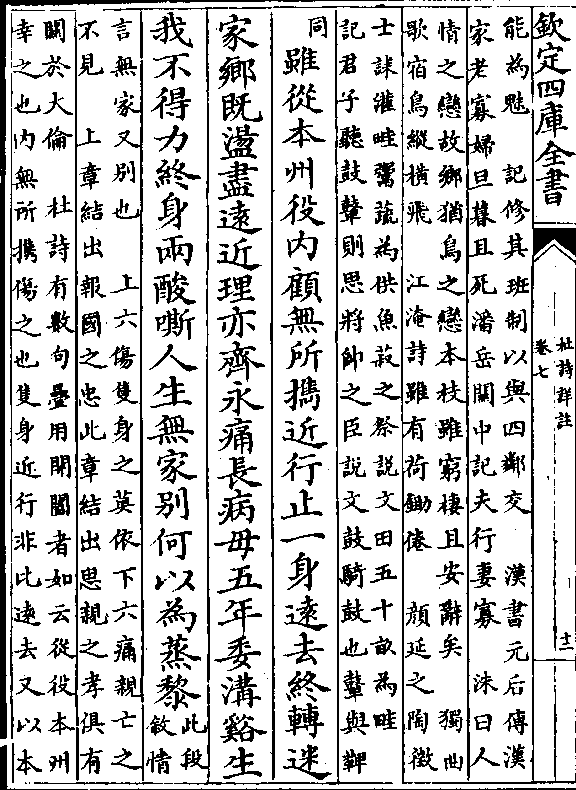 欽定四庫全書
杜詩詳註
卷七
十二
能為魃　記修其班制以與四鄰交　漢書元后傳漢
家老寡婦旦暮且死潘岳關中記夫行妻寡　洙曰人
情之戀故鄉猶鳥之戀本枝雖窮棲且安辭矣　獨曲
歌宿鳥縱橫飛　江淹詩雖有荷鋤倦　顔延之陶徵
士誄灌畦鬻蔬為供魚菽之祭說文田五十畝為畦
記君子聽鼓鼙則思將帥之臣說文鼓騎鼓也鼙與鞞
同
雖從本州役内顧無所攜近行止一身遠去終轉迷
家鄉既盪盡遠近理亦齊永痛長病母五年委溝谿生
我不得力終身兩酸嘶人生無家别何以為蒸黎
此段
敘情
言無家又别也　上六傷隻身之莫依下六痛親亡之
不見　上章結出報國之忠此章結出思親之孝俱有
關於大倫　杜詩有數句疊用開闔者如云從役本州
幸之也内無所攜傷之也隻身近行非比遠去又以本